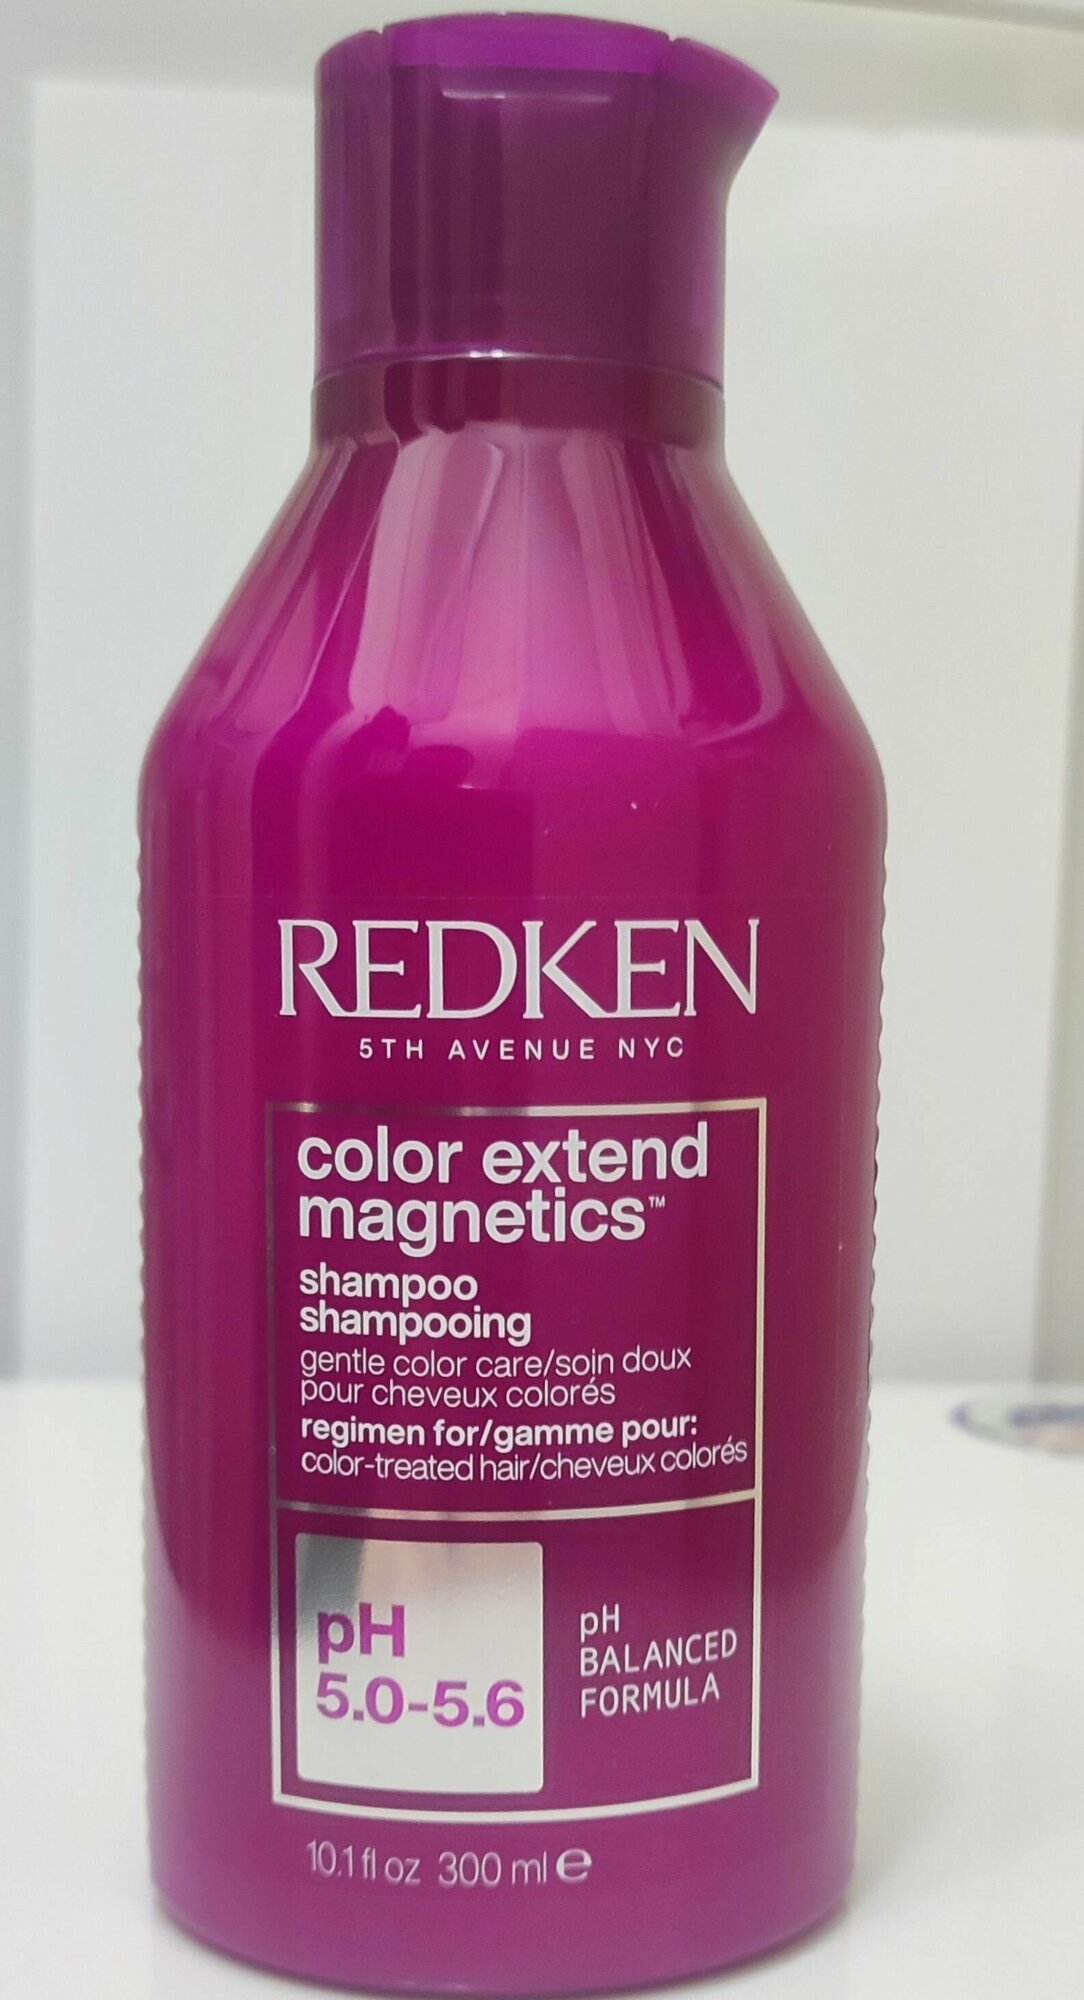 REDKEN
5TH AVENUE NYC
color extend
magnetics™
shampoo
shampooing
gentle color care/soin doux
pour cheveux colorés
regimen for/gamme pour:
color-treated hair/cheveux colorés
pH
5.0-5.6
pH
BALANCED
FORMULA
10.1 fl oz 300 ml ℮